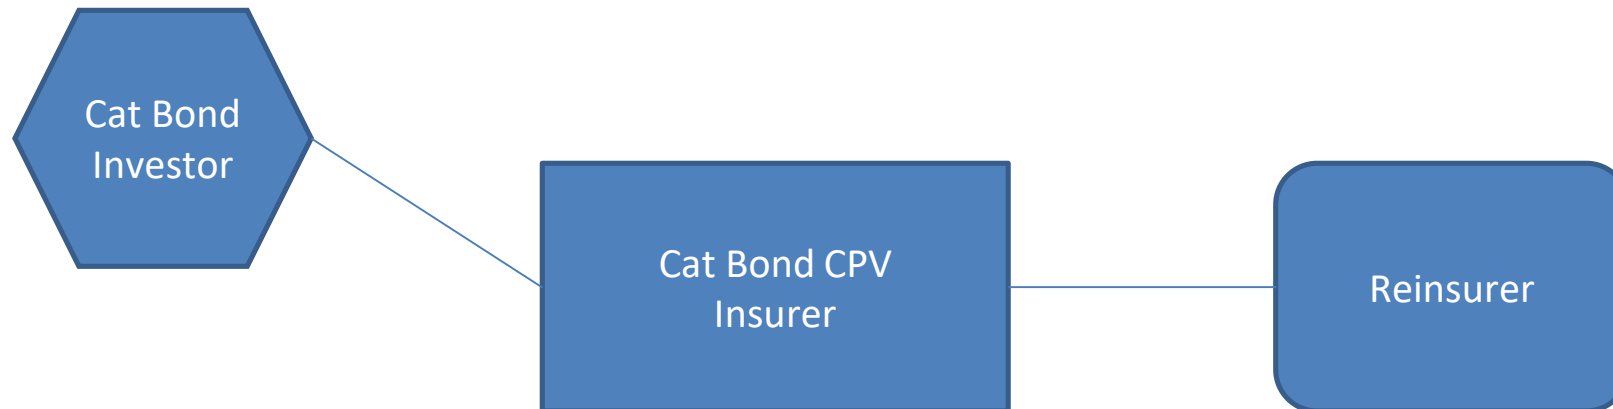 Cat Bond
Investor
Cat Bond CPV
Insurer
Reinsurer